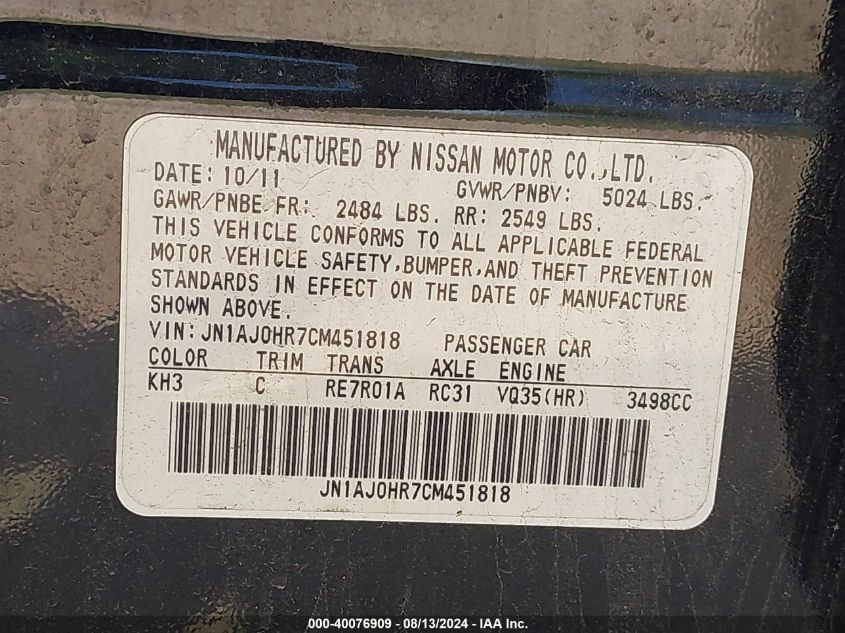 MANUFACTURED BY NISSAN MOTOR CO.,LTD.
DATE: 10/11 GVWR/PNBV: 5024 LBS.
GAWR/PNBE FR: 2484 LBS. RR: 2549 LBS.
THIS VEHICLE CONFORMS TO ALL APPLICABLE FEDERAL
MOTOR VEHICLE SAFETY,BUMPER,AND THEFT PREVENTION
STANDARDS IN EFFECT ON THE DATE OF MANUFACTURE
SHOWN ABOVE.
VIN: JN1AJ0HR7CM451818 PASSENGER CAR
COLOR TRIM TRANS AXLE ENGINE
KH3 C RE7R01A RC31 VQ35(HR) 3498CC
JN1AJ0HR7CM451818
000-40076909 - 08/13/2024 - IAA Inc.